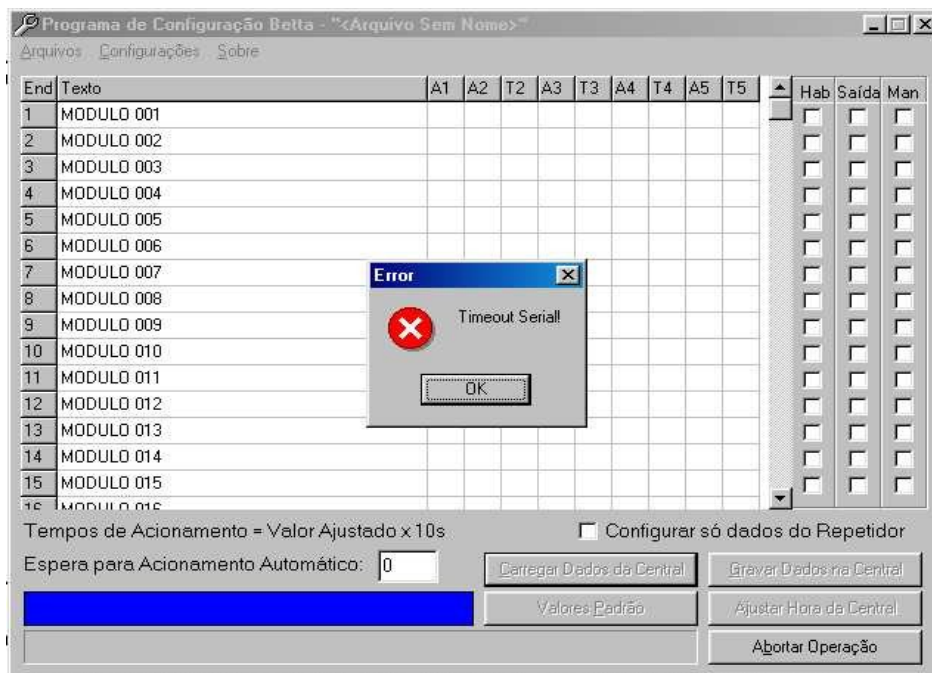 Programa de Configuração Betta - "<Arquivo Sem Nome>"
Arquivos Configurações Sobre
End Texto A1 A2 T2 A3 T3 A4 T4 A5 T5 Hab Saída Man
1 MODULO 001
2 MODULO 002
3 MODULO 003
4 MODULO 004
5 MODULO 005
6 MODULO 006
7 MODULO 007
8 MODULO 008
9 MODULO 009
10 MODULO 010
11 MODULO 011
12 MODULO 012
13 MODULO 013
14 MODULO 014
15 MODULO 015
16 MODULO 016
Error
Timeout Serial!
OK
Tempos de Acionamento = Valor Ajustado x 10s
Configurar só dados do Repetidor
Espera para Acionamento Automático: 0
Carregar Dados da Central
Gravar Dados na Central
Valores Padrão
Ajustar Hora da Central
Abortar Operação